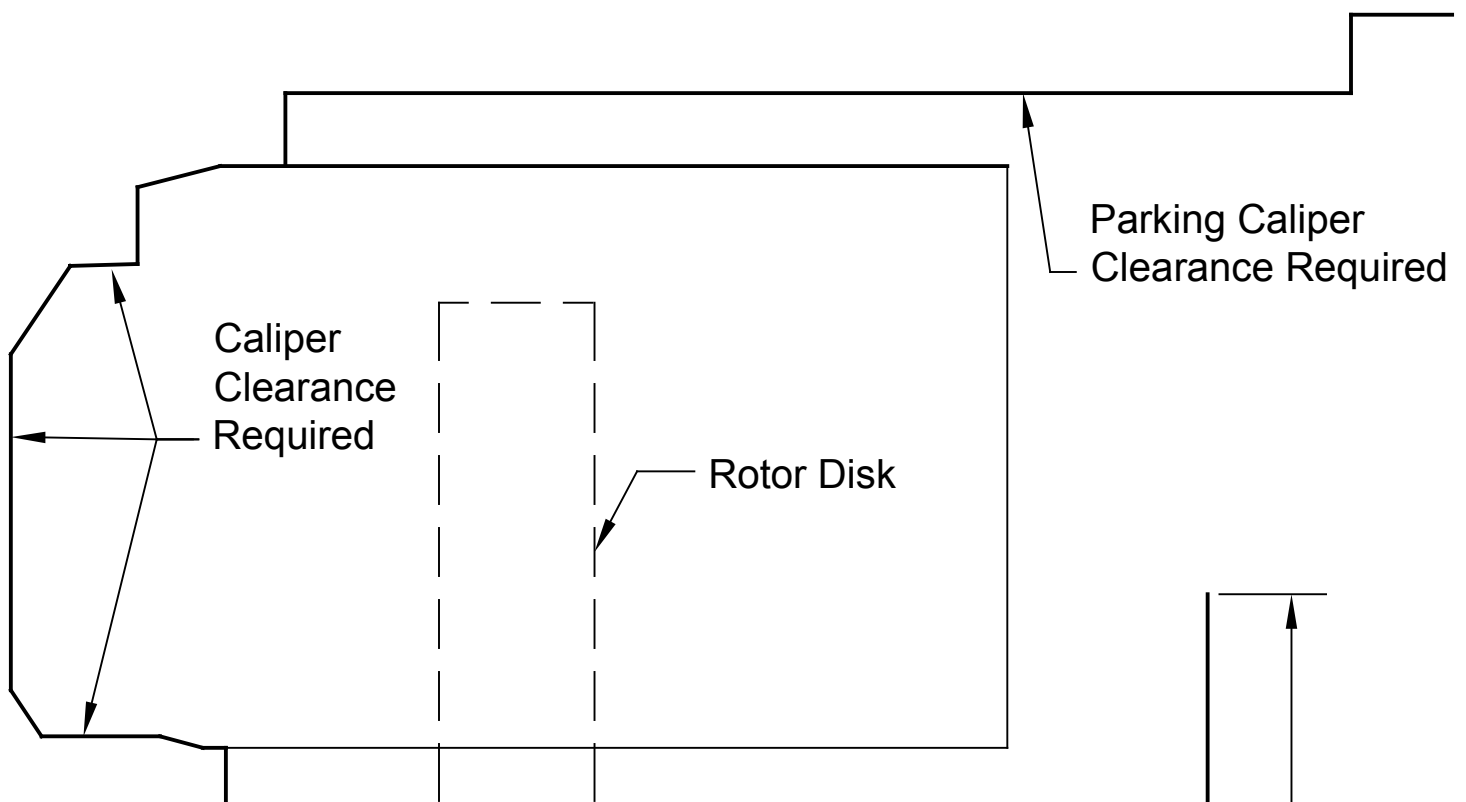 Parking Caliper
Clearance Required
Caliper
Clearance
Required
Rotor Disk